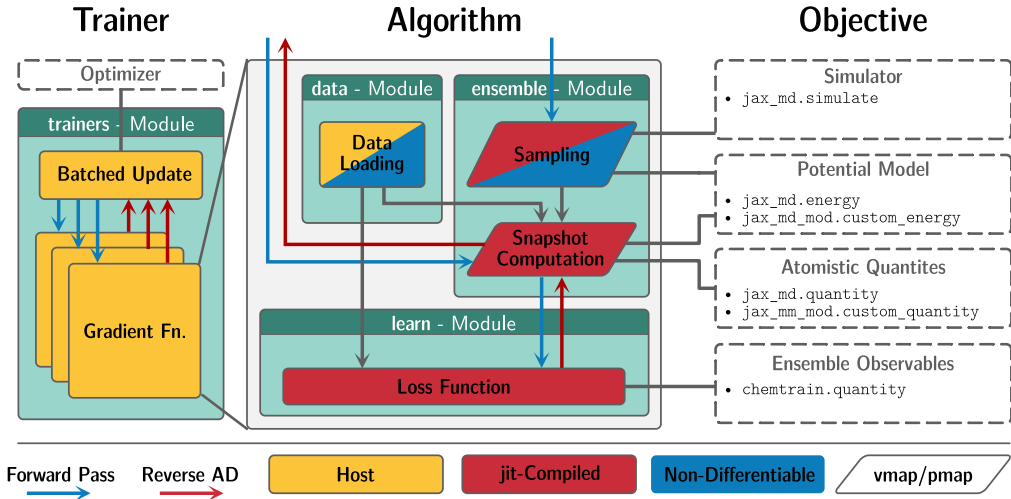 Trainer
Algorithm
Objective
Optimizer
trainers - Module
Batched Update
Gradient Fn.
data - Module
Data
Loading
ensemble - Module
Sampling
Snapshot
Computation
learn - Module
Loss Function
Simulator
• jax_md.simulate
Potential Model
• jax_md.energy
• jax_md_mod.custom_energy
Atomistic Quantites
• jax_md.quantity
• jax_mm_mod.custom_quantity
Ensemble Observables
• chemtrain.quantity
Forward Pass
Reverse AD
Host
jit-Compiled
Non-Differentiable
vmap/pmap